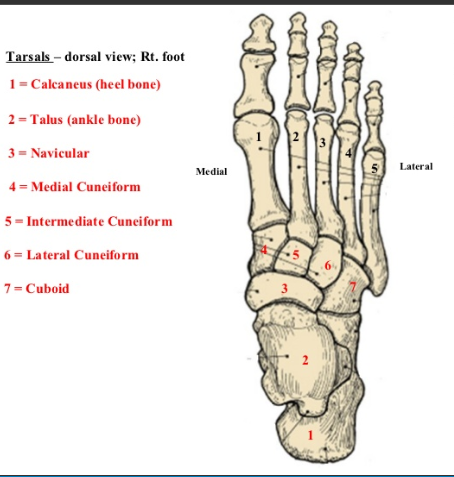 Tarsals – dorsal view; Rt. foot
1 = Calcaneus (heel bone)
2 = Talus (ankle bone)
3 = Navicular
4 = Medial Cuneiform
5 = Intermediate Cuneiform
6 = Lateral Cuneiform
7 = Cuboid
Medial
Lateral
1
2
3
4
5
4
5
6
3
7
2
1